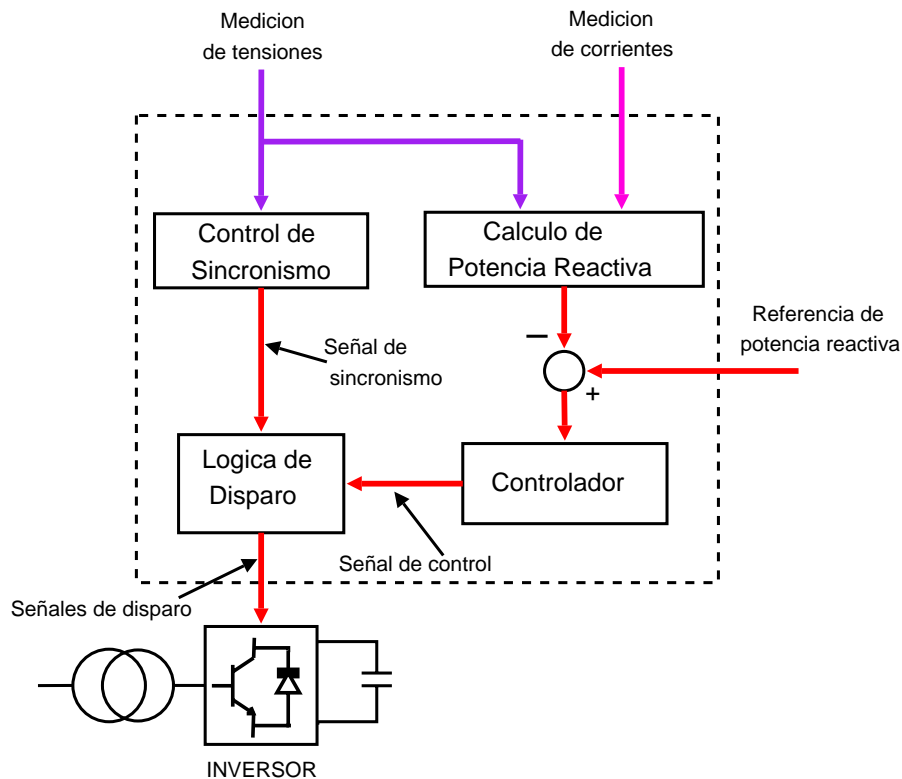 Medicion
de tensiones
Medicion
de corrientes
Control de
Sincronismo
Calculo de
Potencia Reactiva
Referencia de
potencia reactiva
−
+
Señal de
sincronismo
Logica de
Disparo
Controlador
Señal de control
Señales de disparo
INVERSOR